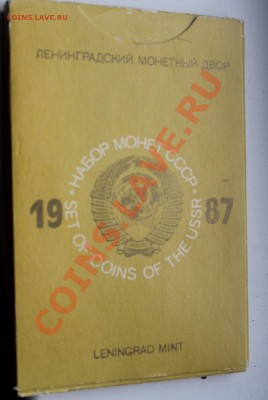 Coins.lave.ru
ЛЕНИНГРАДСКИЙ МОНЕТНЫЙ ДВОР
• НАБОР МОНЕТ СССР •
19 87
SET OF COINS OF THE USSR
LENINGRAD MINT
COINS.LAVE.RU